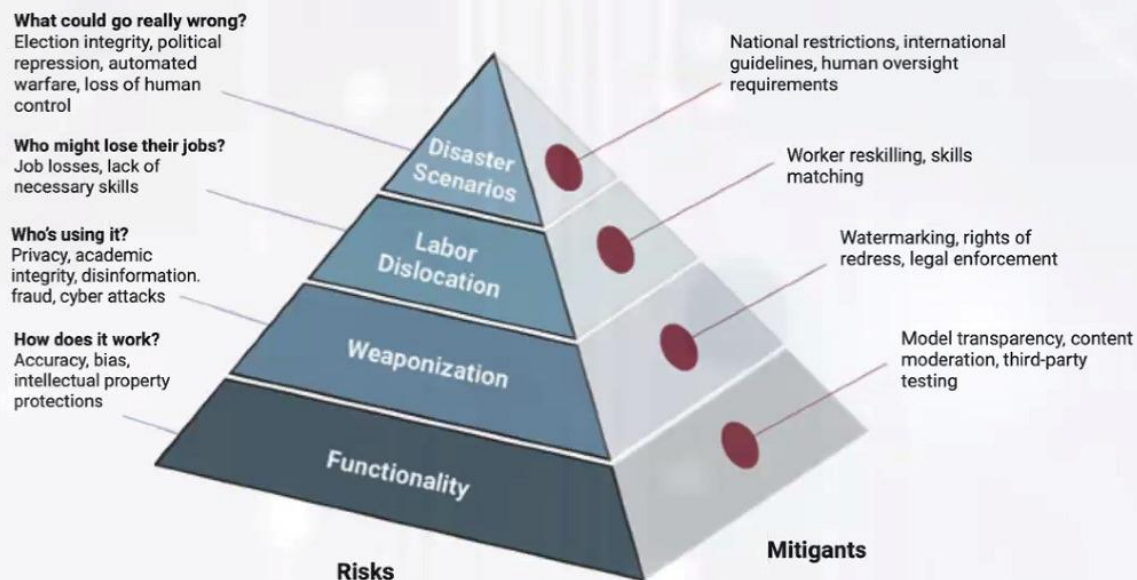 What could go really wrong?
Election integrity, political
repression, automated
warfare, loss of human
control
Who might lose their jobs?
Job losses, lack of
necessary skills
Who's using it?
Privacy, academic
integrity, disinformation.
fraud, cyber attacks
How does it work?
Accuracy, bias,
intellectual property
protections
Disaster
Scenarios
Labor
Dislocation
Weaponization
Functionality
National restrictions, international
guidelines, human oversight
requirements
Worker reskilling, skills
matching
Watermarking, rights of
redress, legal enforcement
Model transparency, content
moderation, third-party
testing
Risks
Mitigants